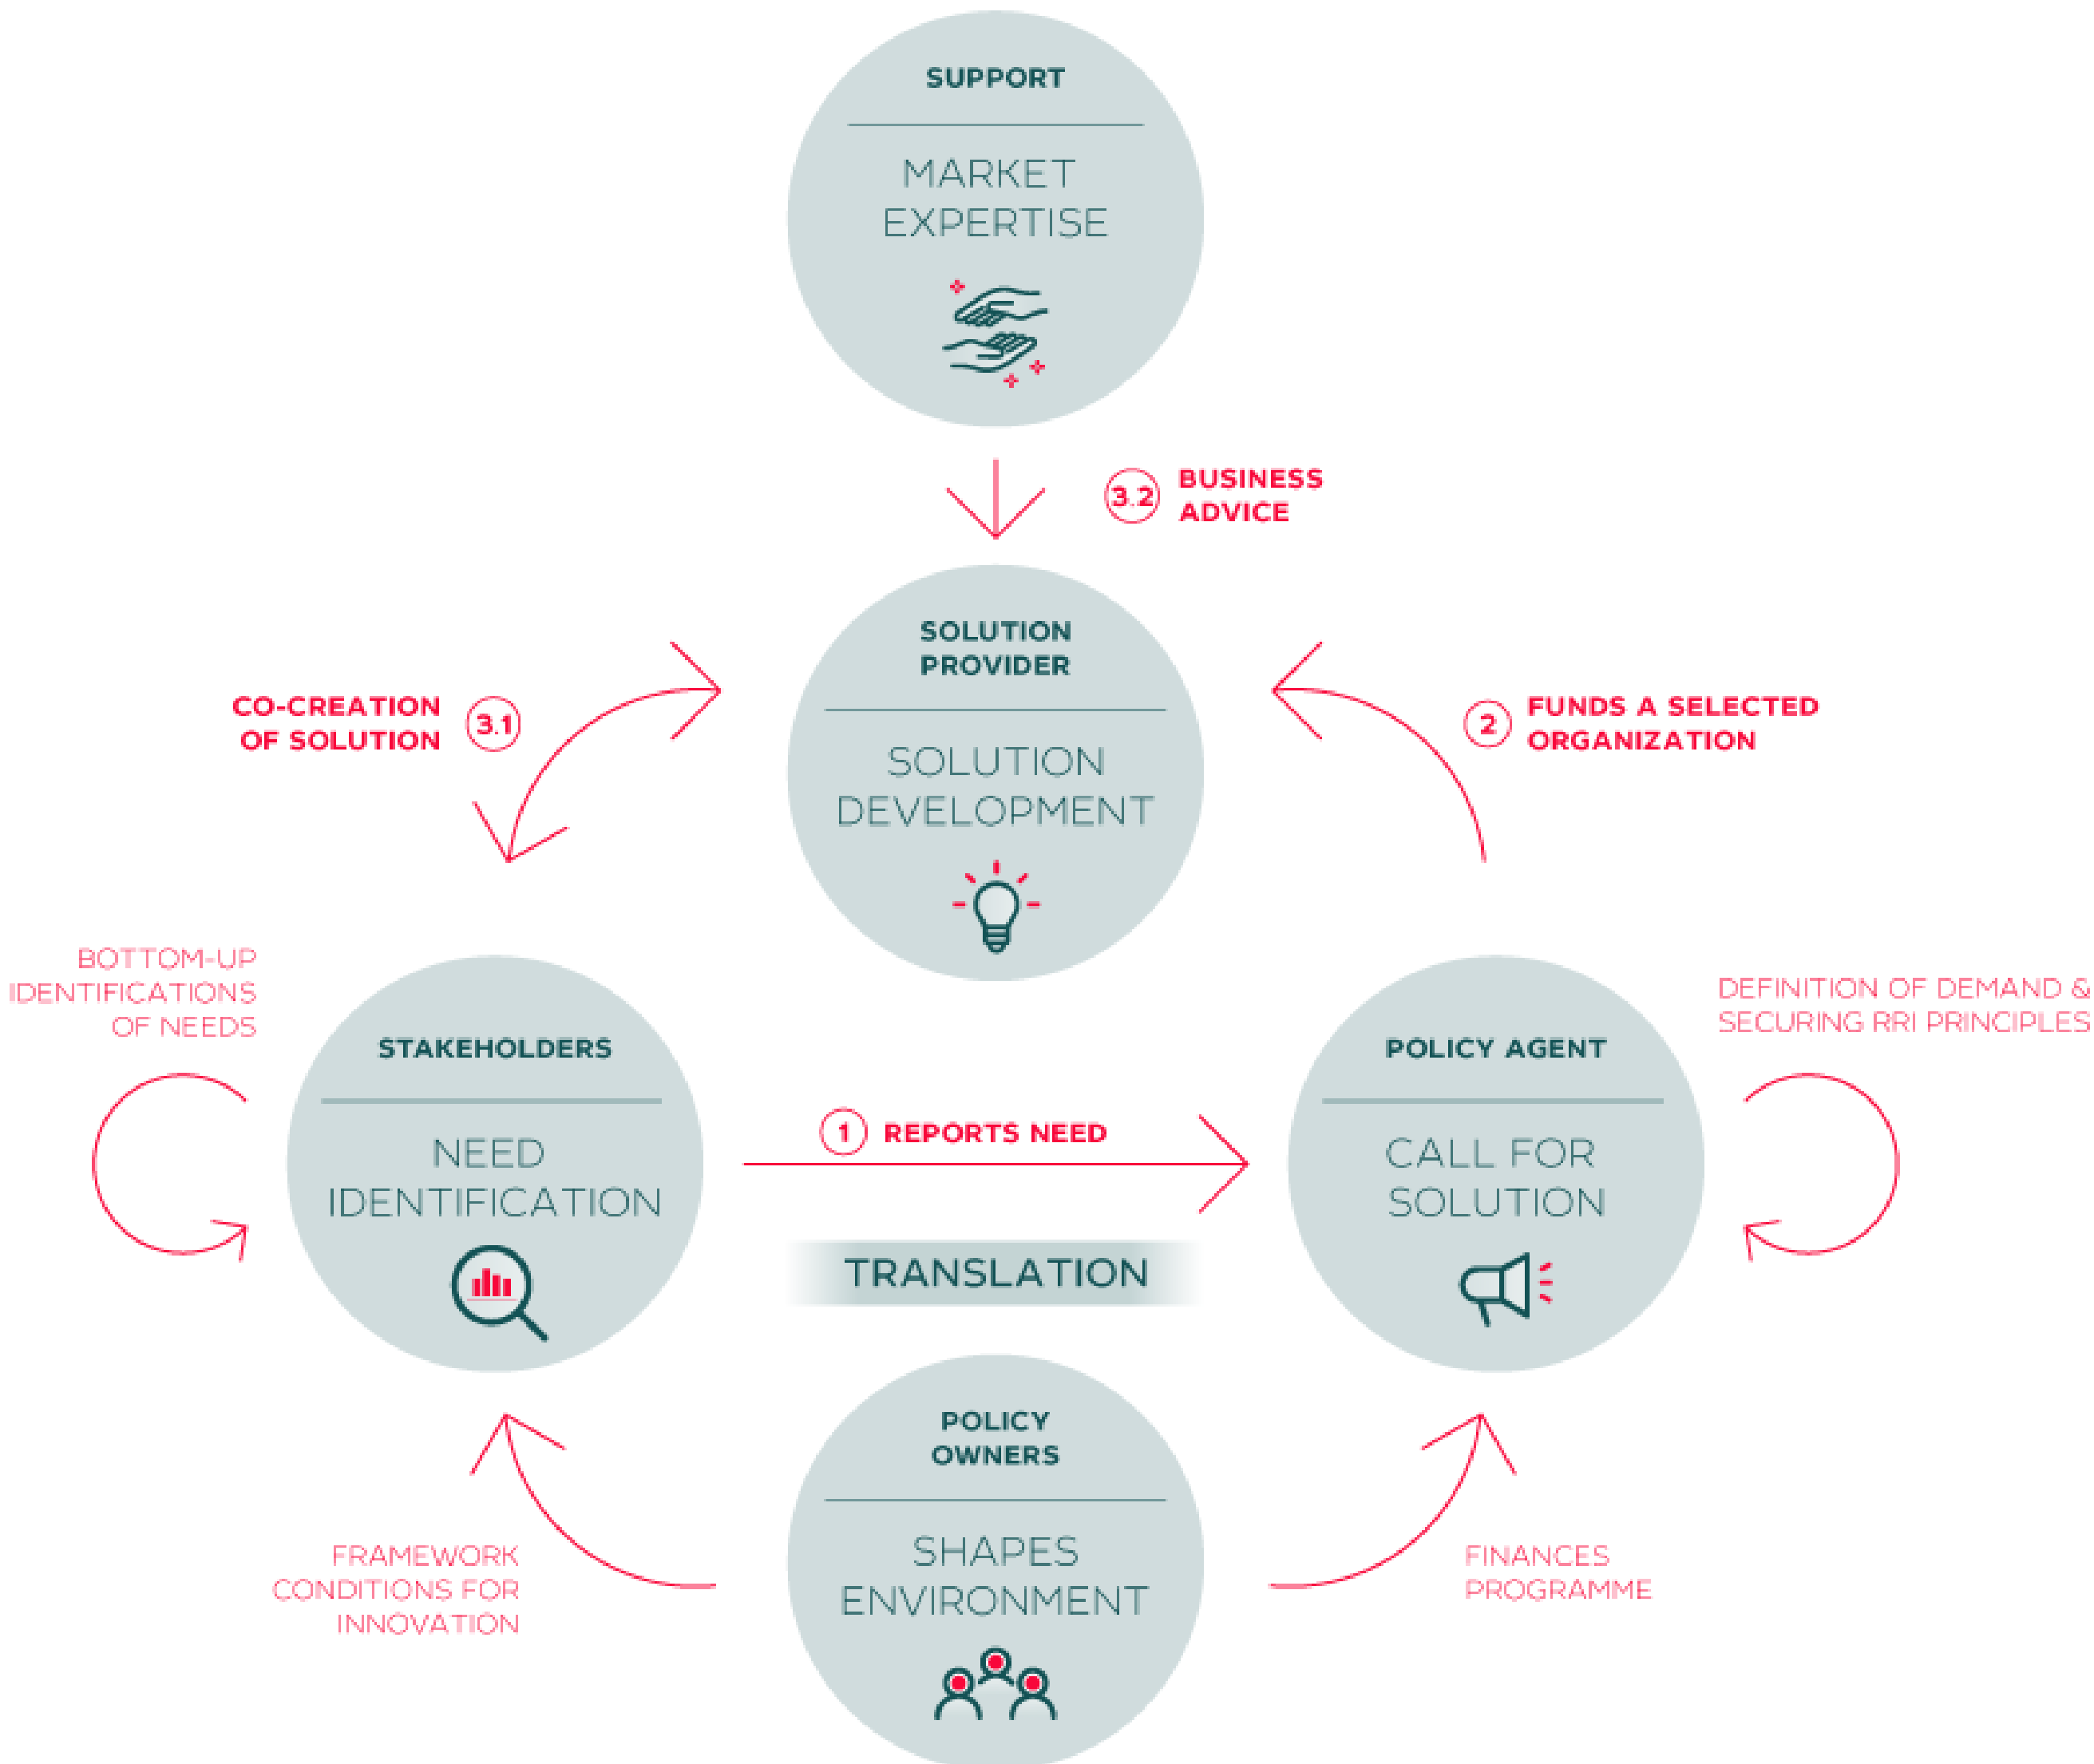 SUPPORT
MARKET
EXPERTISE
3.2
BUSINESS
ADVICE
SOLUTION
PROVIDER
SOLUTION
DEVELOPMENT
CO-CREATION
OF SOLUTION
3.1
2
FUNDS A SELECTED
ORGANIZATION
BOTTOM-UP
IDENTIFICATIONS
OF NEEDS
STAKEHOLDERS
NEED
IDENTIFICATION
1 REPORTS NEED
TRANSLATION
POLICY AGENT
CALL FOR
SOLUTION
DEFINITION OF DEMAND &
SECURING RRI PRINCIPLES
POLICY
OWNERS
SHAPES
ENVIRONMENT
FRAMEWORK
CONDITIONS FOR
INNOVATION
FINANCES
PROGRAMME